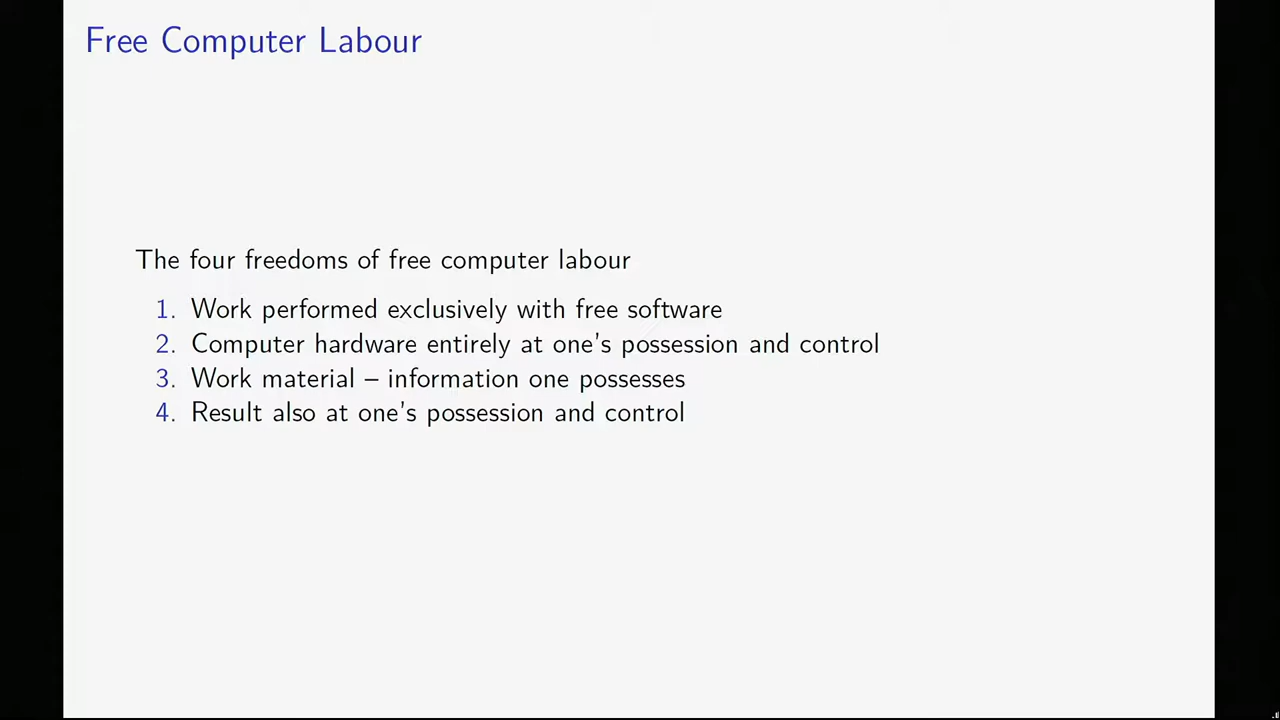 Free Computer Labour
The four freedoms of free computer labour
1. Work performed exclusively with free software
2. Computer hardware entirely at one's possession and control
3. Work material – information one possesses
4. Result also at one's possession and control